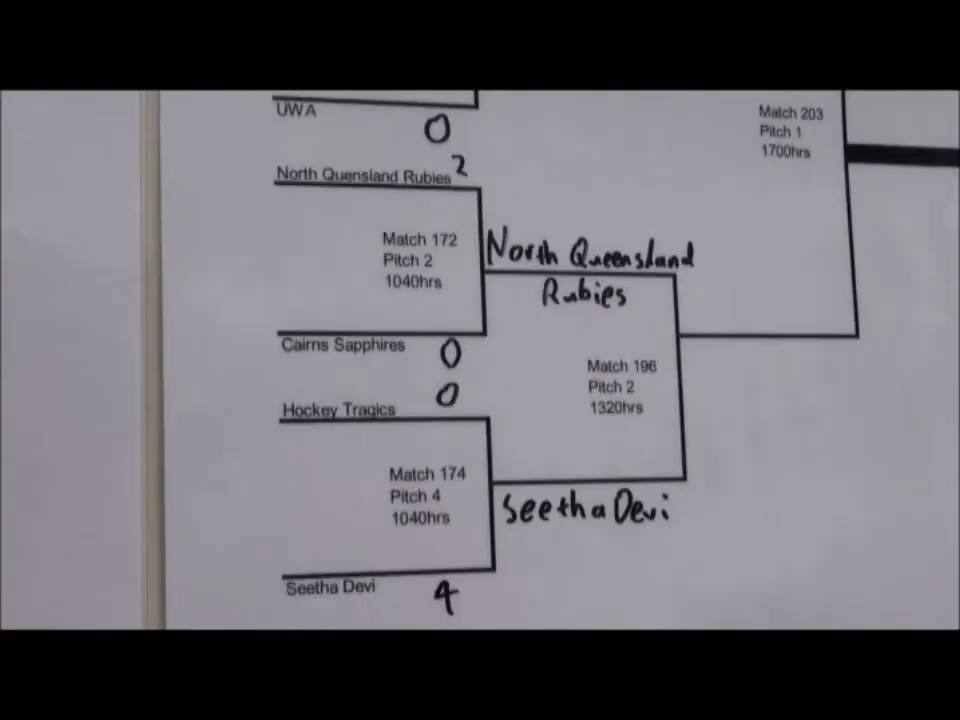 UWA
0
Match 203
Pitch 1
1700hrs
North Quensland Rubies 2
Match 172
Pitch 2
1040hrs
North Queensland
Rubies
Cairns Sapphires 0
Match 196
Pitch 2
1320hrs
Hockey Tragics 0
Match 174
Pitch 4
1040hrs
Seetha Devi
Seetha Devi 4